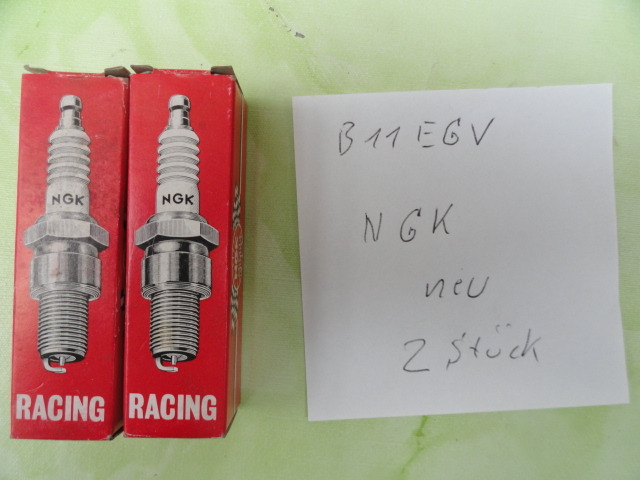 NGK
RACING
NGK
RACING
B11EGV
NGK
neu
2 Stück